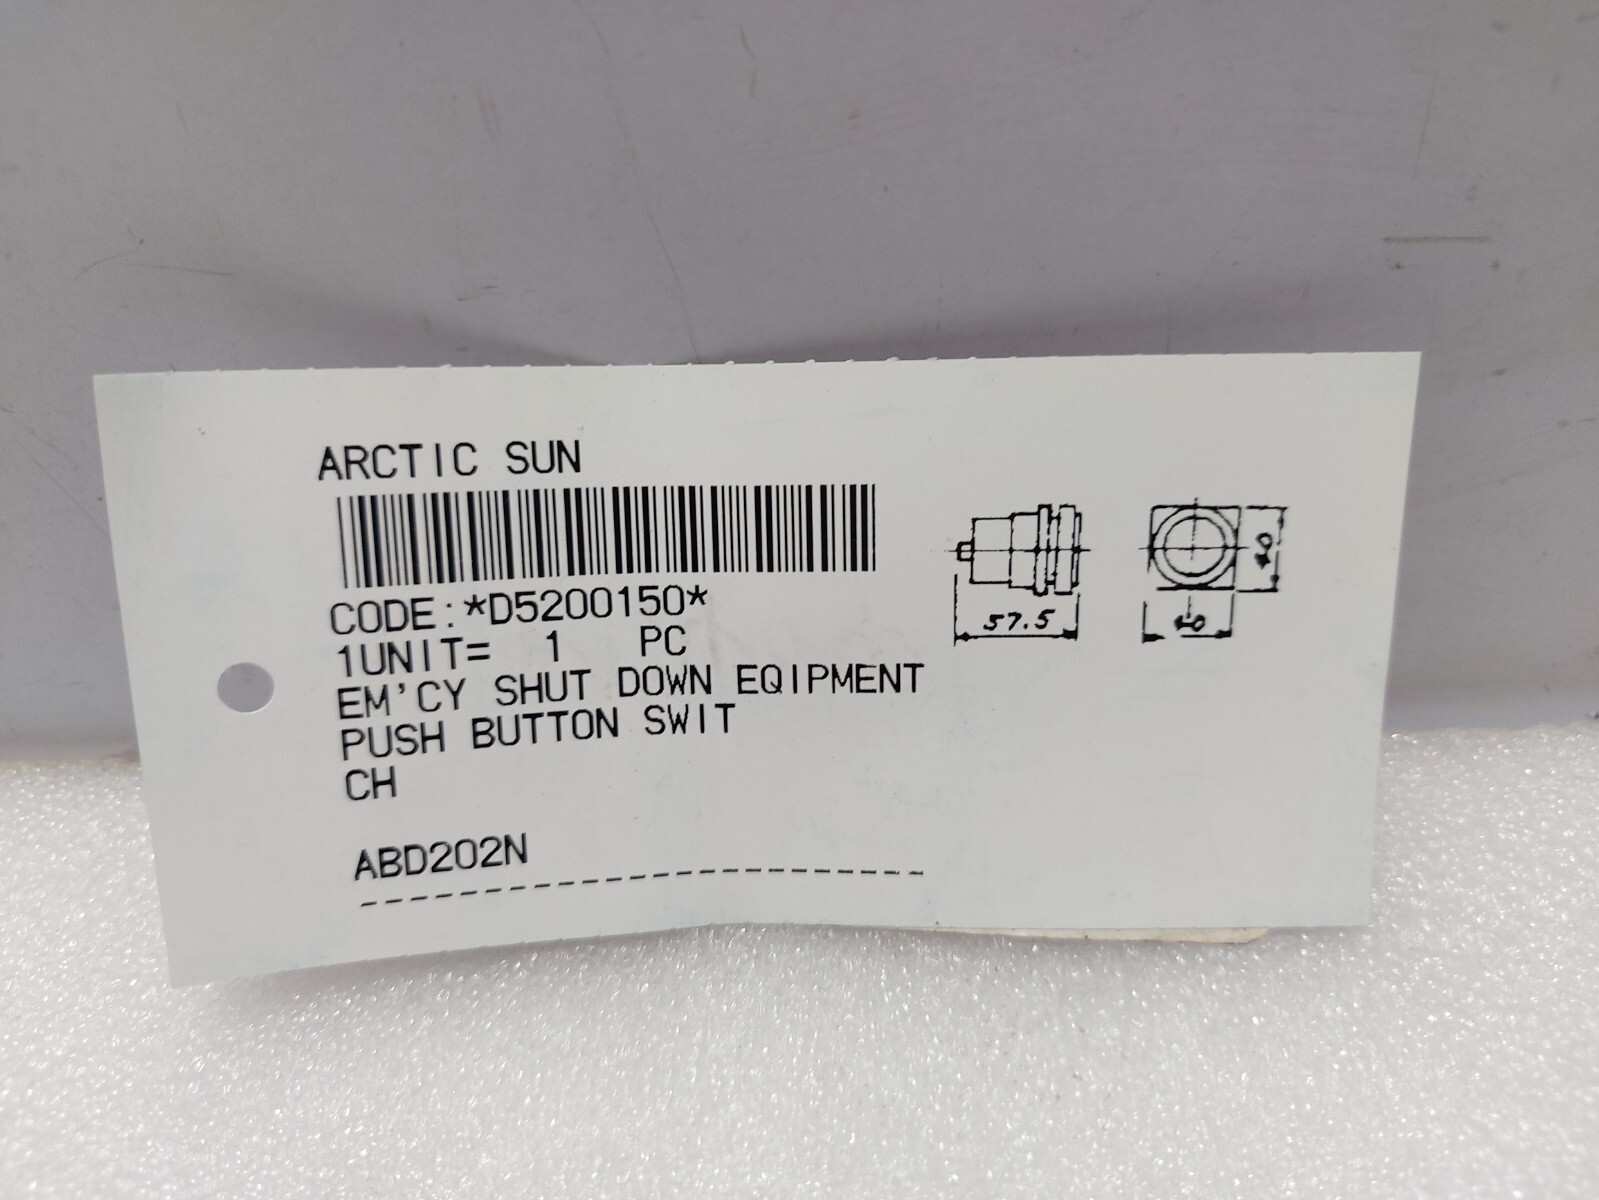 ARCTIC SUN
CODE:*D5200150*
1UNIT= 1 PC
EM'CY SHUT DOWN EQIPMENT
PUSH BUTTON SWIT
CH
ABD202N
57.5
40
40